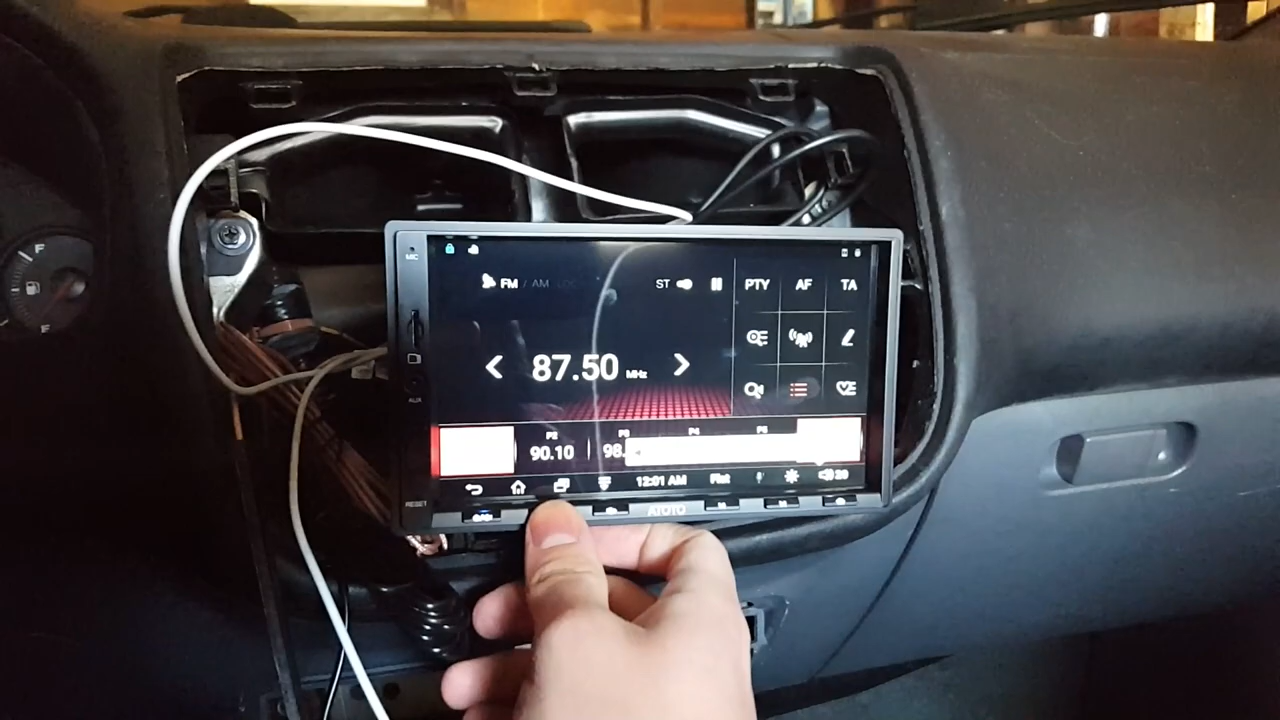 MIC
FM / AM
ST
PTY AF TA
87.50 MHz
AUX
P2 P3 P4 P5
90.10 98.
12:01 AM Flat 20
RESET
ATOTO
F
F